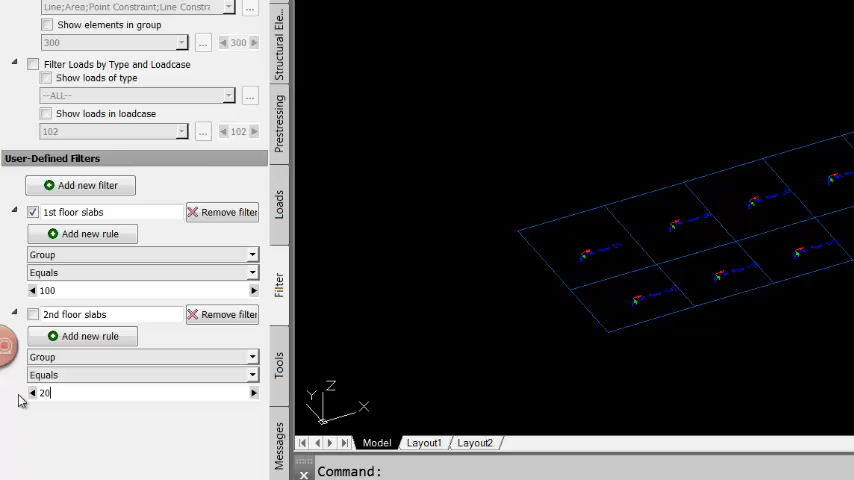 Line;Area;Point Constraint;Line Constra
...
Show elements in group
300
...
300
Filter Loads by Type and Loadcase
Show loads of type
--ALL--
...
Show loads in loadcase
102
...
102
User-Defined Filters
Add new filter
1st floor slabs
Remove filter
Add new rule
Group
Equals
100
2nd floor slabs
Remove filter
Add new rule
Group
Equals
20
Structural Ele...
Prestressing
Loads
Filter
Tools
Messages
Z
Y
X
Model
Layout1
Layout2
x
Command: